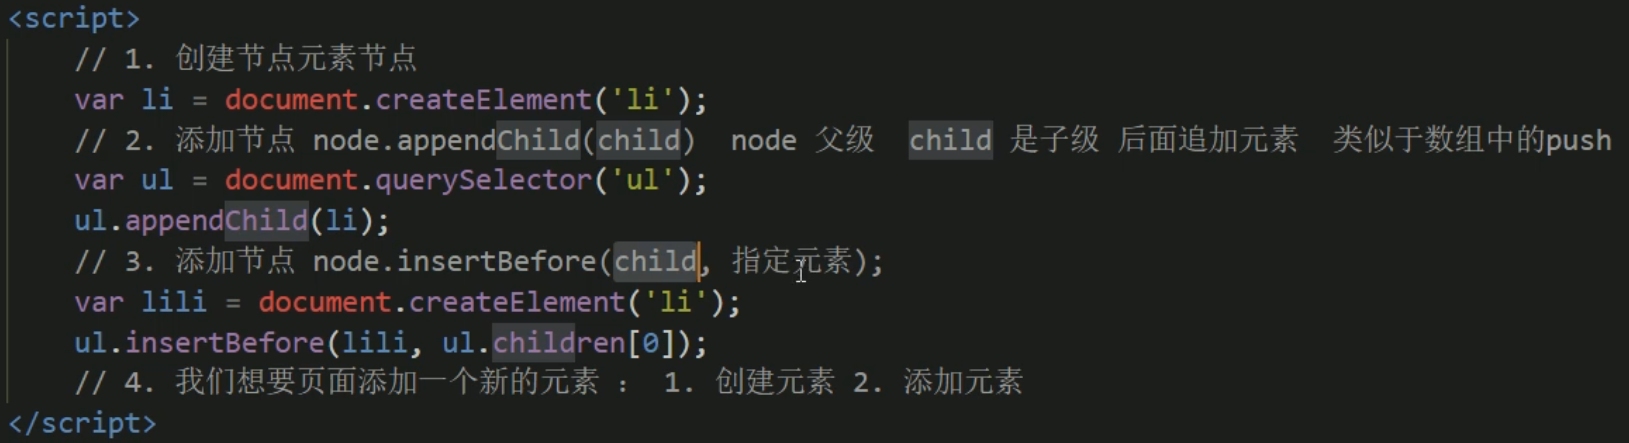 <script>
// 1. 创建节点元素节点
var li = document.createElement('li');
// 2. 添加节点 node.appendChild(child)  node 父级  child 是子级 后面追加元素  类似于数组中的push
var ul = document.querySelector('ul');
ul.appendChild(li);
// 3. 添加节点 node.insertBefore(child, 指定元素);
var lili = document.createElement('li');
ul.insertBefore(lili, ul.children[0]);
// 4. 我们想要页面添加一个新的元素 ： 1. 创建元素 2. 添加元素
</script>